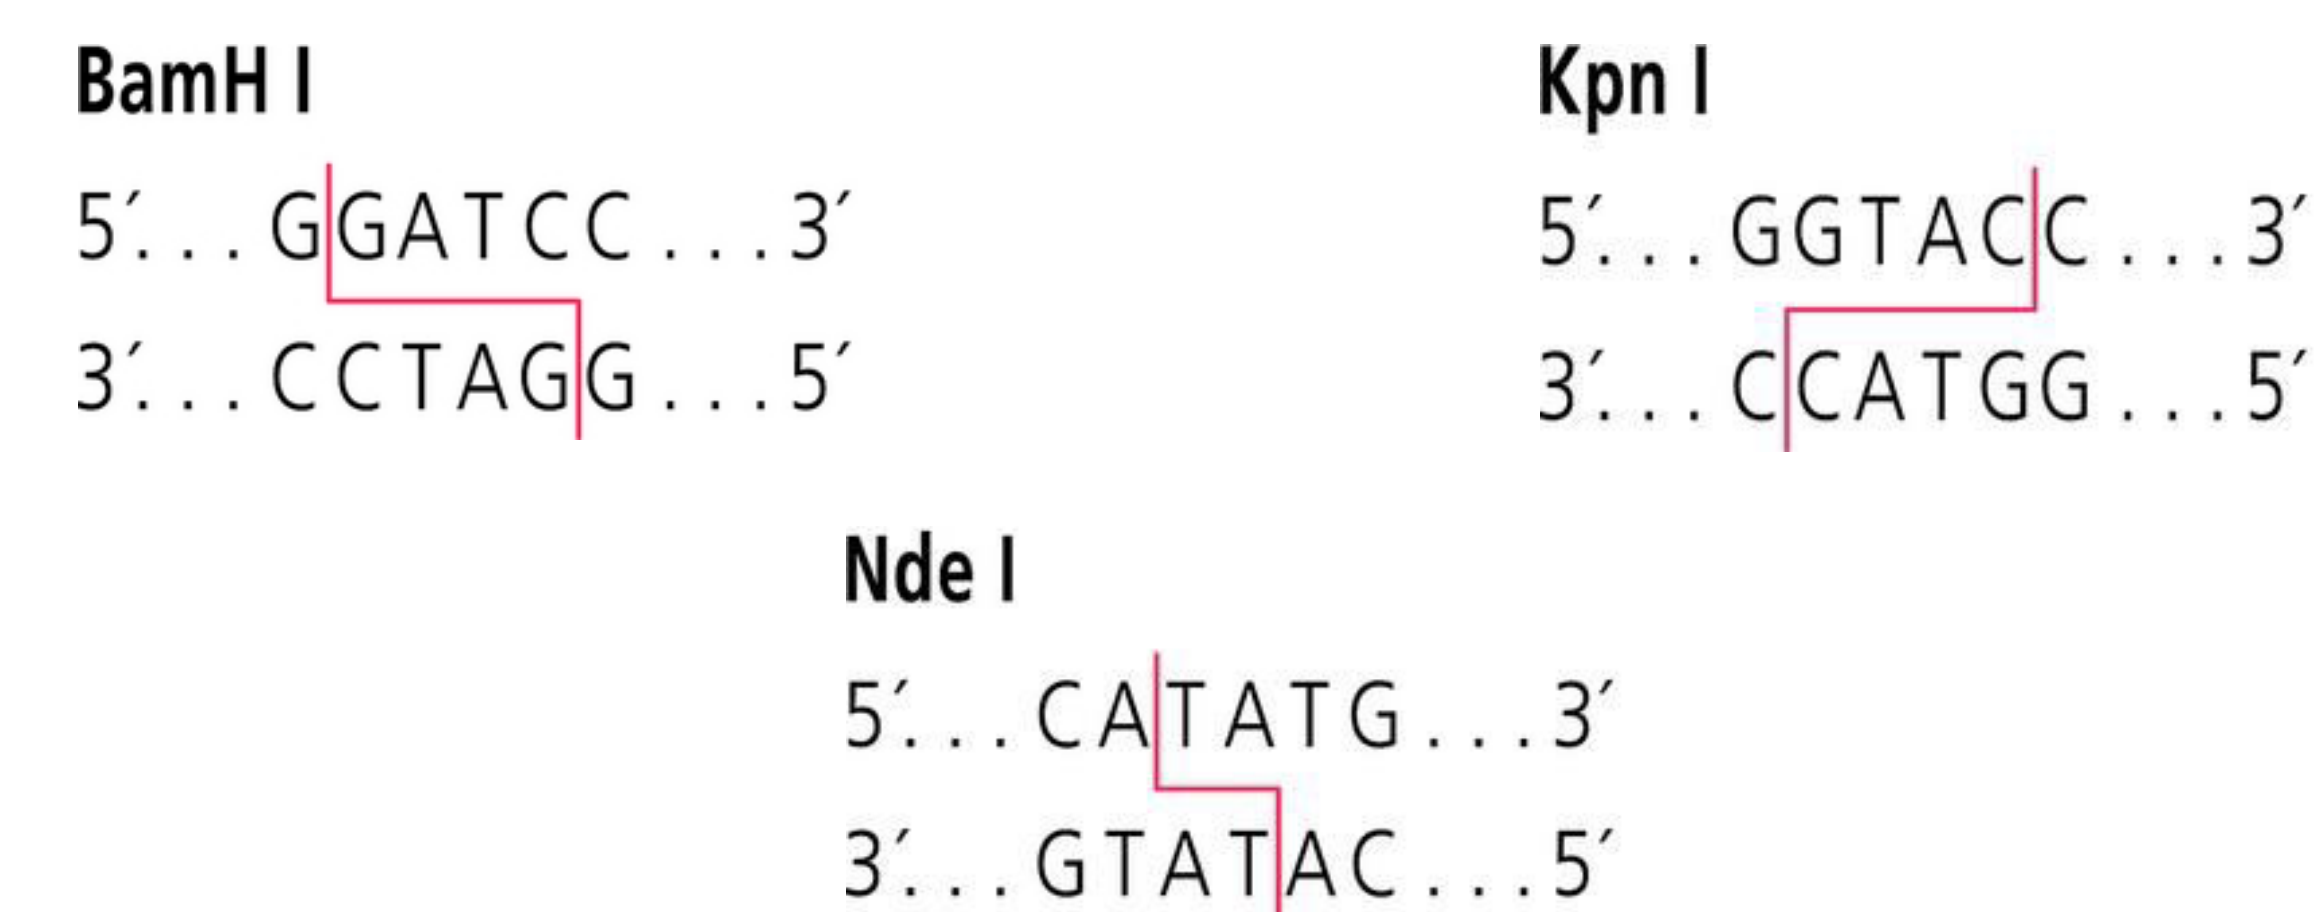 BamH I
5′...GGATCC...3′
3′...CCTAGG...5′
Kpn I
5′...GGTACC...3′
3′...CCATGG...5′
Nde I
5′...CATATG...3′
3′...GTATAC...5′